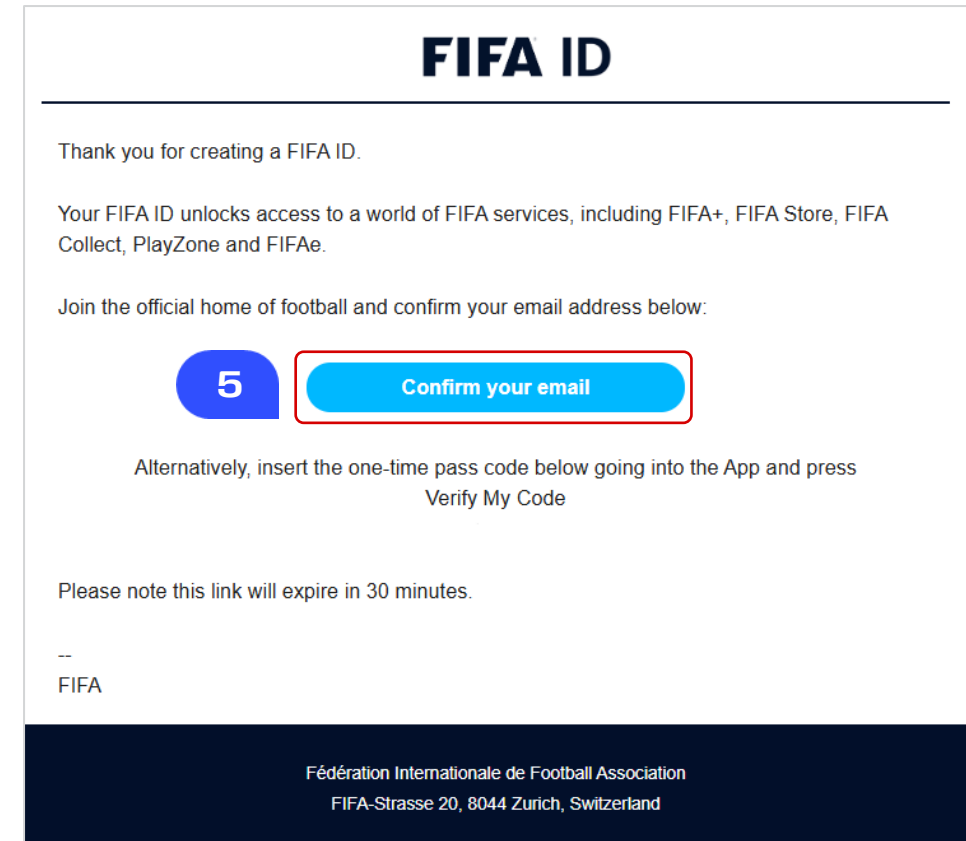 FIFA ID
Thank you for creating a FIFA ID.
Your FIFA ID unlocks access to a world of FIFA services, including FIFA+, FIFA Store, FIFA
Collect, PlayZone and FIFAe.
Join the official home of football and confirm your email address below:
5
Confirm your email
Alternatively, insert the one-time pass code below going into the App and press
Verify My Code
Please note this link will expire in 30 minutes.
--
FIFA
Fédération Internationale de Football Association
FIFA-Strasse 20, 8044 Zurich, Switzerland